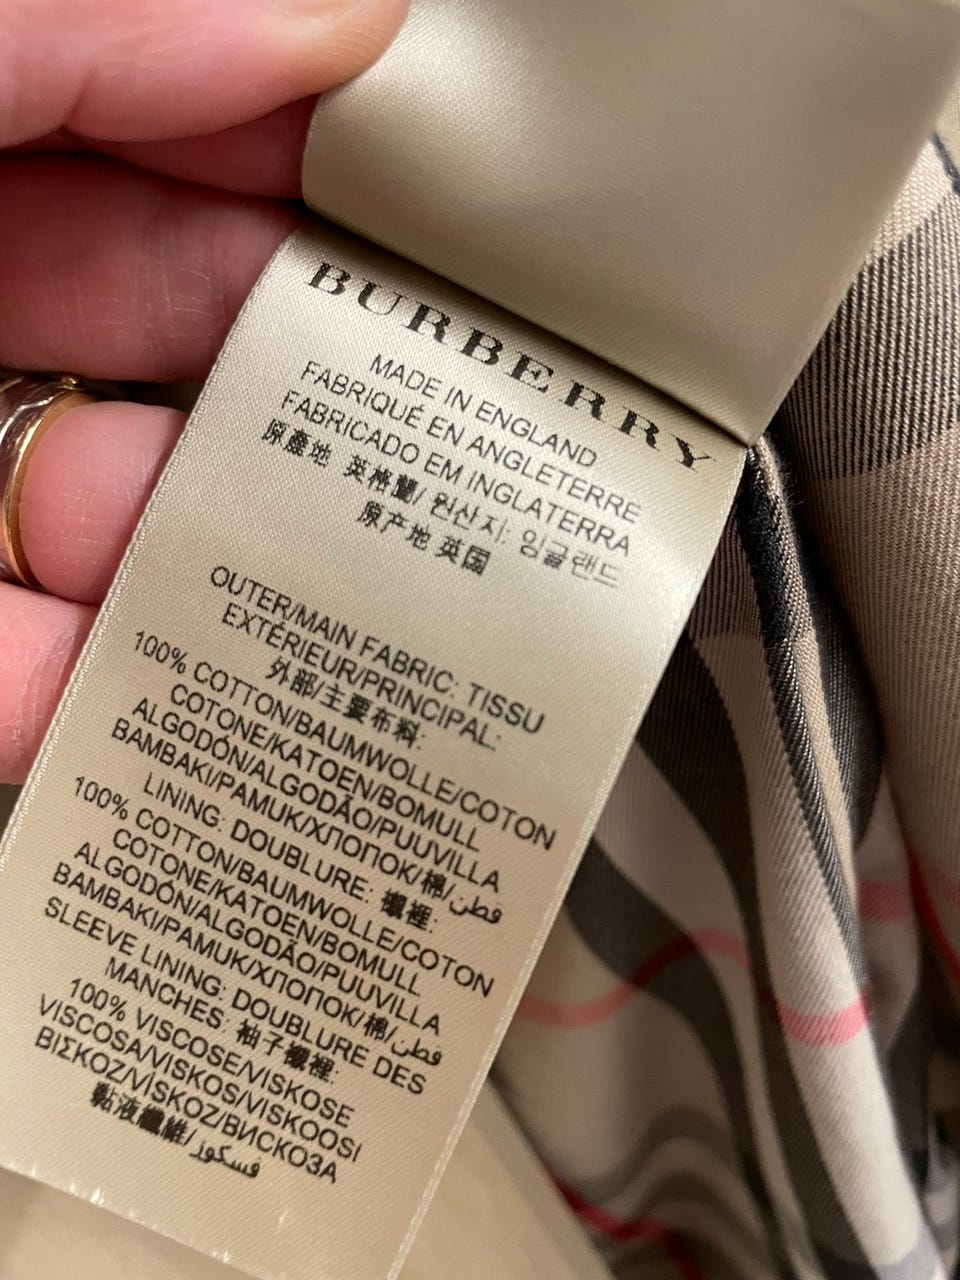 BURBERRY
MADE IN ENGLAND
FABRIQUÉ EN ANGLETERRE
FABRICADO EM INGLATERRA
原產地 英格蘭/ 원산지: 잉글랜드
原产地 英国
OUTER/MAIN FABRIC: TISSU
EXTÉRIEUR/PRINCIPAL:
外部/主要布料:
100% COTTON/BAUMWOLLE/COTON
COTONE/KATOEN/BOMULL
ALGODÓN/ALGODÃO/PUUVILLA
BAMBAKI/PAMUK/ХПОПОК/棉/قطن
LINING: DOUBLURE: 襯裡:
100% COTTON/BAUMWOLLE/COTON
COTONE/KATOEN/BOMULL
ALGODÓN/ALGODÃO/PUUVILLA
BAMBAKI/PAMUK/ХПОПОК/棉/قطن
SLEEVE LINING: DOUBLURE DES
MANCHES: 袖子襯裡:
100% VISCOSE/VISKOSE
VISCOSA/VISKOS/VISKOOSI
ΒΙΣΚΟΖ/VİSKOZ/ВИСКОЗА
黏液纖維/فسكوز